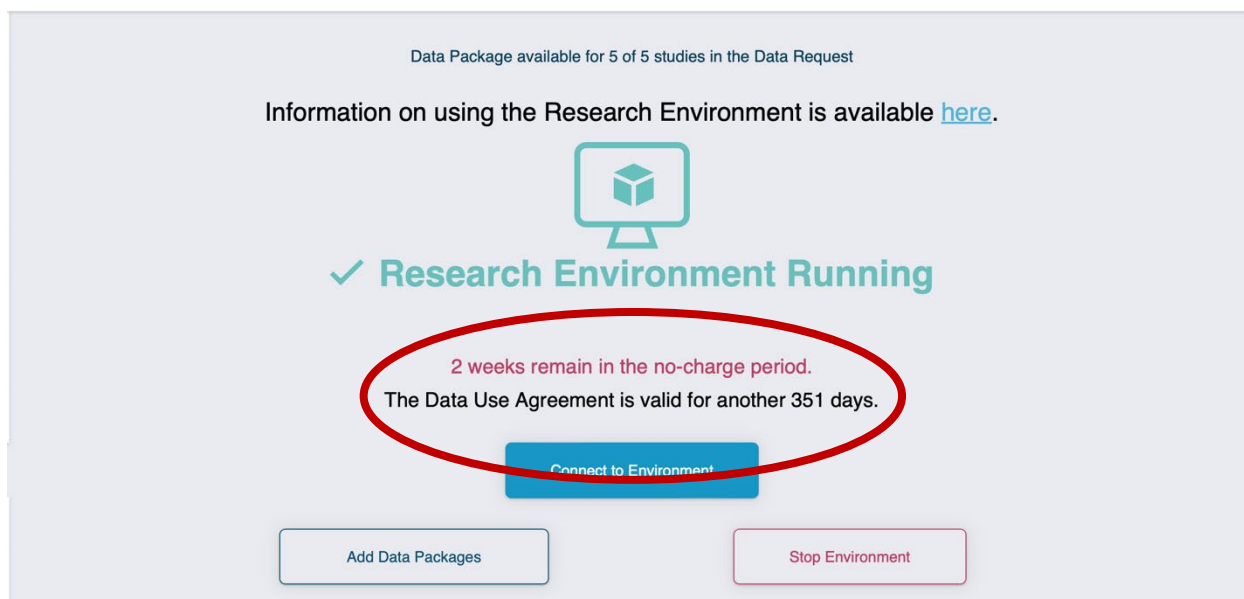 Data Package available for 5 of 5 studies in the Data Request
Information on using the Research Environment is available here.
Research Environment Running
2 weeks remain in the no-charge period.
The Data Use Agreement is valid for another 351 days.
Connect to Environment
Add Data Packages
Stop Environment